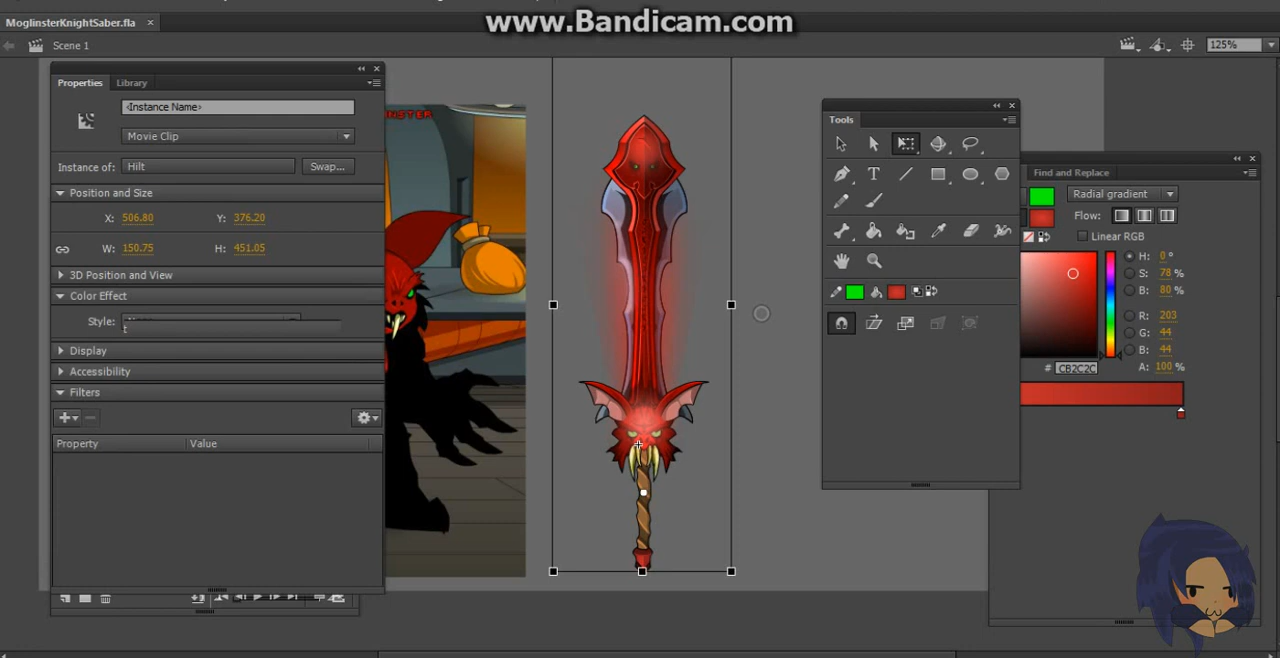 www.Bandicam.com
MoglinsterKnightSaber.fla ×
Scene 1
125%
Properties Library
<Instance Name>
Movie Clip
Instance of: Hilt Swap...
Position and Size
X: 506.80 Y: 376.20
W: 150.75 H: 451.05
3D Position and View
Color Effect
Style:
Display
Accessibility
Filters
Property Value
Tools
T
Find and Replace
Radial gradient
Flow:
Linear RGB
H: 0 °
S: 78 %
B: 80 %
R: 203
G: 44
B: 44
# CB2C2C A: 100 %